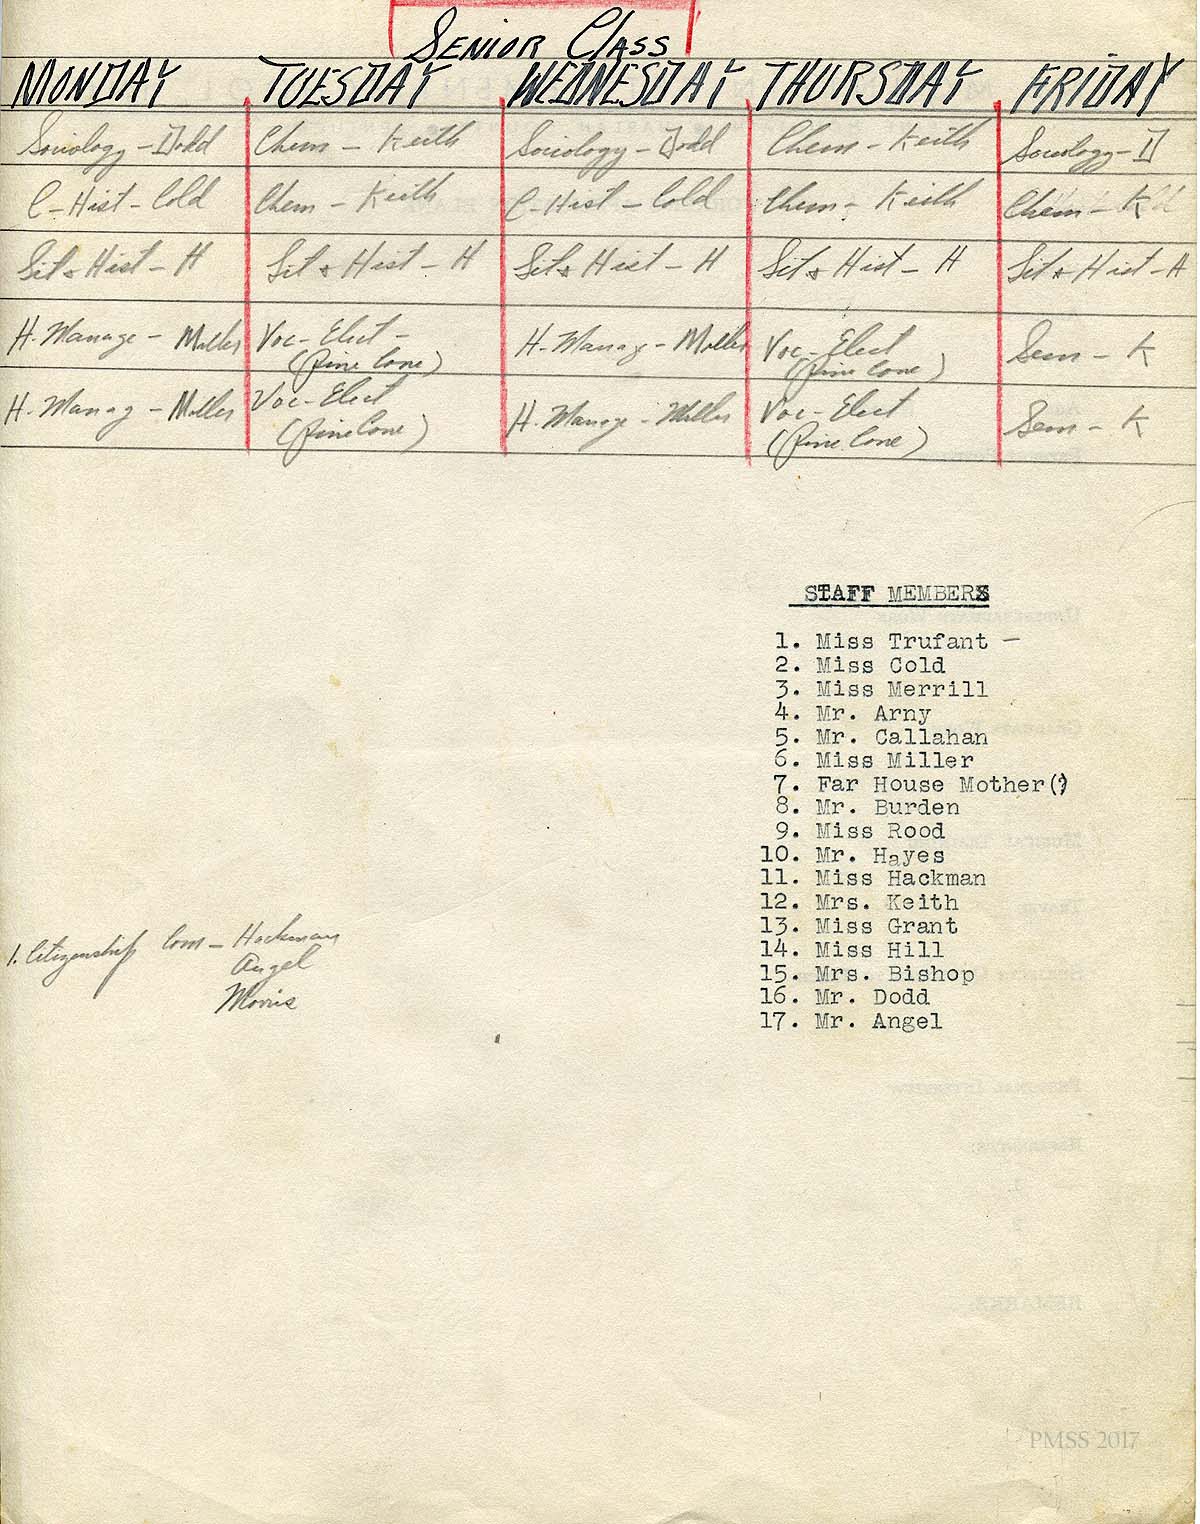 SENIOR CLASS
MONDAY TUESDAY WEDNESDAY THURSDAY FRIDAY
Sociology - Dodd Chem - Keith Sociology - Dodd Chem - Keith Sociology - D
C-Hist - Cold Chem - Keith C-Hist - Cold Chem - Keith Chem - K
Lit & Hist - H Lit & Hist - H Lit & Hist - H Lit & Hist - H Lit & Hist - H
H. Manage - Miller Voc - Elect - H. Manag - Miller Voc - Elect Sem - K
(Pine Cone) (Pine Cone)
H. Manag - Miller Voc - Elect H. Manage - Miller Voc - Elect Sem - K
(Pine Cone) (Pine Cone)
STAFF MEMBERS
1. Miss Trufant -
2. Miss Cold
3. Miss Merrill
4. Mr. Arny
5. Mr. Callahan
6. Miss Miller
7. Far House Mother(?)
8. Mr. Burden
9. Miss Rood
10. Mr. Hayes
11. Miss Hackman
12. Mrs. Keith
13. Miss Grant
14. Miss Hill
15. Mrs. Bishop
16. Mr. Dodd
17. Mr. Angel
1. Citizenship Com - Hackman
Angel
Morris
PMSS 2017